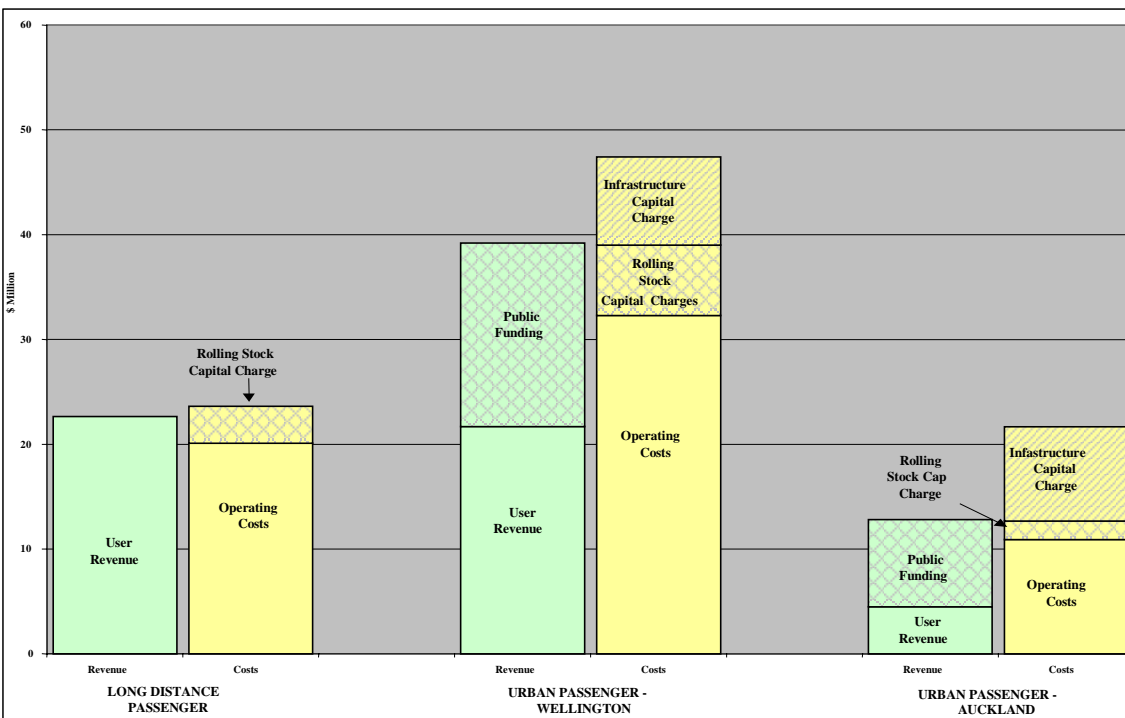 60
50
40
30
20
10
0
$ Million
User
Revenue
Rolling Stock
Capital Charge
Operating
Costs
Public
Funding
User
Revenue
Infrastructure
Capital
Charge
Rolling
Stock
Capital Charges
Operating
Costs
Rolling
Stock Cap
Charge
Public
Funding
User
Revenue
Infastructure
Capital
Charge
Operating
Costs
Revenue
Costs
Revenue
Costs
Revenue
Costs
LONG DISTANCE
PASSENGER
URBAN PASSENGER -
WELLINGTON
URBAN PASSENGER -
AUCKLAND